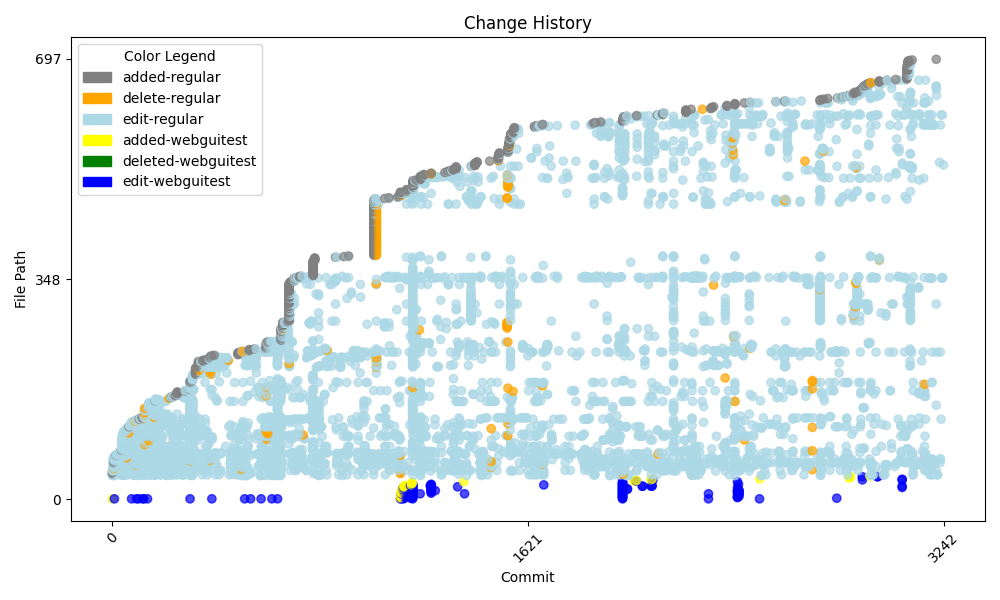 Change History
697
348
0
File Path
Color Legend
added-regular
delete-regular
edit-regular
added-webguitest
deleted-webguitest
edit-webguitest
0
1621
3242
Commit